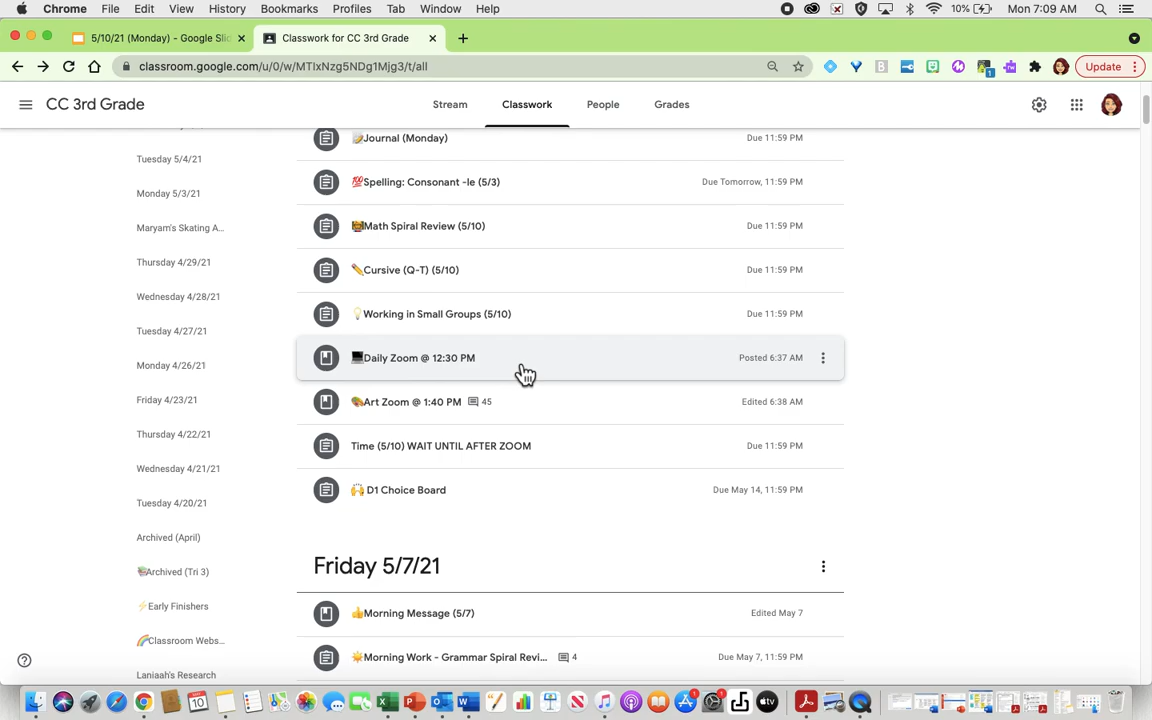 Chrome File Edit View History Bookmarks Profiles Tab Window Help 10% Mon 7:09 AM
5/10/21 (Monday) - Google Slid Classwork for CC 3rd Grade
classroom.google.com/u/0/w/MTIxNzg5NDg1Mjg3/t/all Update
CC 3rd Grade Stream Classwork People Grades
Journal (Monday) Due 11:59 PM
Tuesday 5/4/21
💯Spelling: Consonant -le (5/3) Due Tomorrow, 11:59 PM
Monday 5/3/21
Maryam's Skating A...
Math Spiral Review (5/10) Due 11:59 PM
Thursday 4/29/21
Cursive (Q-T) (5/10) Due 11:59 PM
Wednesday 4/28/21
Working in Small Groups (5/10) Due 11:59 PM
Tuesday 4/27/21
Daily Zoom @ 12:30 PM Posted 6:37 AM
Monday 4/26/21
Friday 4/23/21
Art Zoom @ 1:40 PM 45 Edited 6:38 AM
Thursday 4/22/21
Time (5/10) WAIT UNTIL AFTER ZOOM Due 11:59 PM
Wednesday 4/21/21
D1 Choice Board Due May 14, 11:59 PM
Tuesday 4/20/21
Archived (April)
Friday 5/7/21
Archived (Tri 3)
Early Finishers
Morning Message (5/7) Edited May 7
Classroom Webs...
Morning Work - Grammar Spiral Revi... 4 Due May 7, 11:59 PM
Laniaah's Research